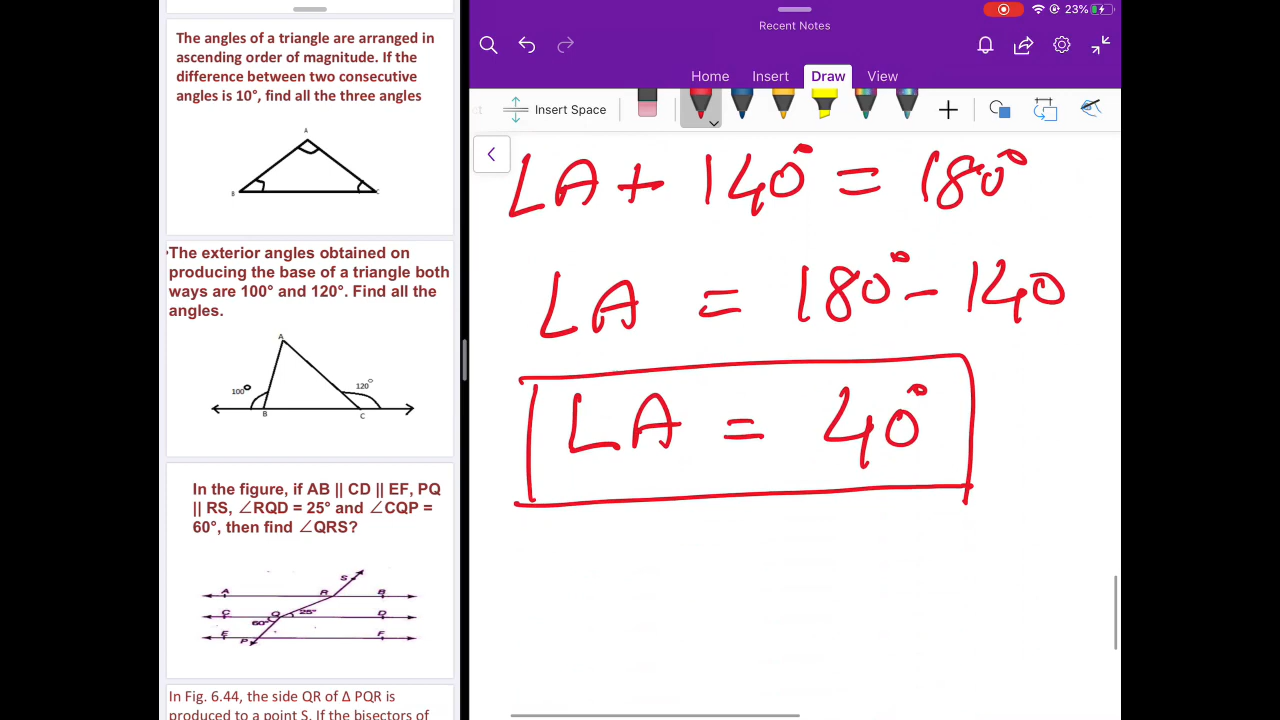 The angles of a triangle are arranged in
ascending order of magnitude. If the
difference between two consecutive
angles is 10°, find all the three angles
A
B
C
The exterior angles obtained on
producing the base of a triangle both
ways are 100° and 120°. Find all the
angles.
A
100°
120°
B
C
In the figure, if AB || CD || EF, PQ
|| RS, ∠RQD = 25° and ∠CQP =
60°, then find ∠QRS?
S
A
R
B
C
Q
25°
D
60°
E
P
F
In Fig. 6.44, the side QR of Δ PQR is
produced to a point S. If the bisectors of
23%
Recent Notes
Home Insert Draw View
Insert Space
∠A + 140° = 180°
∠A = 180° - 140
∠A = 40°